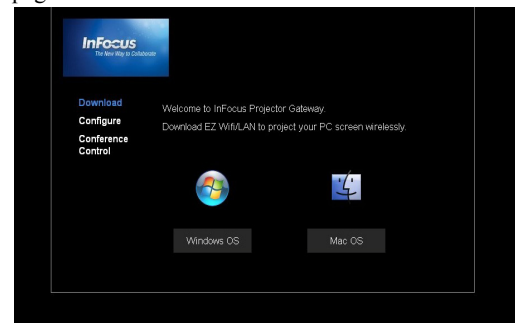 InFocus
The New Way to Collaborate
Download
Configure
Conference
Control
Welcome to InFocus Projector Gateway.
Download EZ Wifi/LAN to project your PC screen wirelessly.
Windows OS
Mac OS